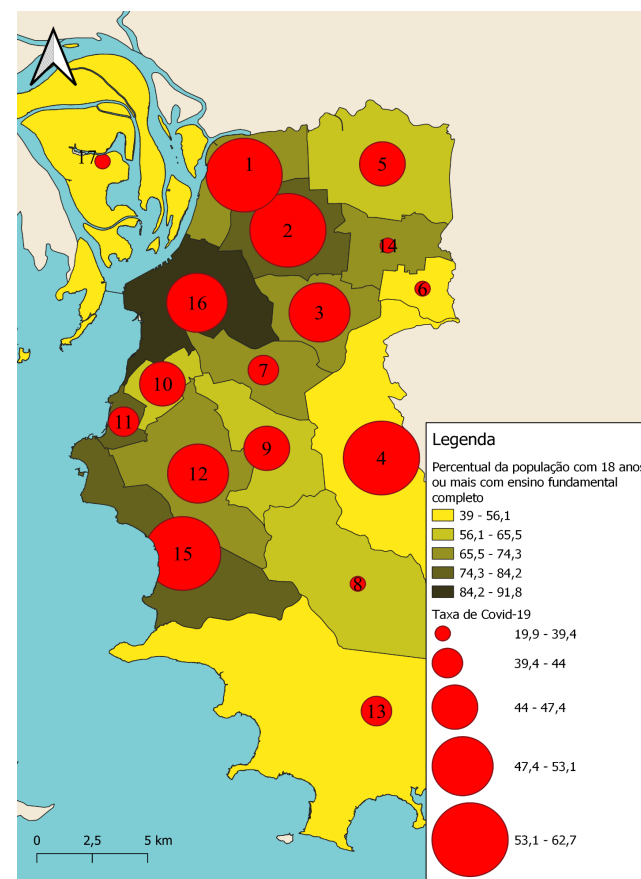 17
1
5
2
14
6
16
3
7
10
11
9
4
12
15
8
13
0 2,5 5 km
Legenda
Percentual da população com 18 anos
ou mais com ensino fundamental
completo
39 - 56,1
56,1 - 65,5
65,5 - 74,3
74,3 - 84,2
84,2 - 91,8
Taxa de Covid-19
19,9 - 39,4
39,4 - 44
44 - 47,4
47,4 - 53,1
53,1 - 62,7